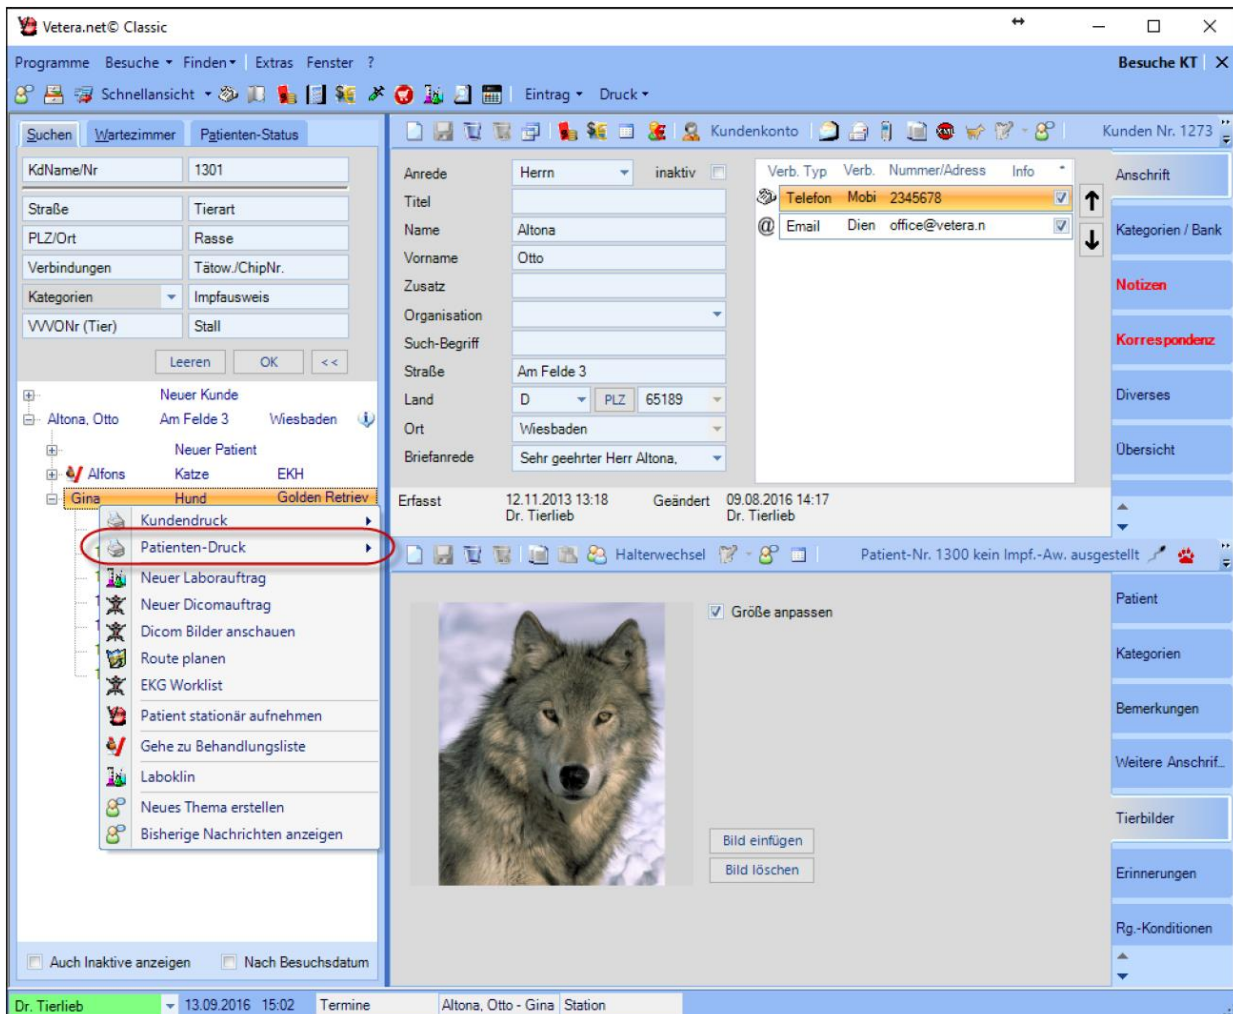 Vetera.net© Classic
Programme Besuche Finden Extras Fenster ?
Besuche KT X
Schnellansicht
Eintrag Druck
Suchen Wartezimmer Patienten-Status
KdName/Nr 1301
Straße Tierart
PLZ/Ort Rasse
Verbindungen Tätow./ChipNr.
Kategorien Impfausweis
VVVONr (Tier) Stall
Leeren OK <<
Neuer Kunde
Altona, Otto Am Felde 3 Wiesbaden
Neuer Patient
Alfons Katze EKH
Gina Hund Golden Retriev
Kundendruck
Patienten-Druck
Neuer Laborauftrag
Neuer Dicomauftrag
Dicom Bilder anschauen
Route planen
EKG Worklist
Patient stationär aufnehmen
Gehe zu Behandlungsliste
Laboklin
Neues Thema erstellen
Bisherige Nachrichten anzeigen
Auch Inaktive anzeigen Nach Besuchsdatum
Kundenkonto
Kunden Nr. 1273
Anrede Herrn inaktiv
Titel
Name Altona
Vorname Otto
Zusatz
Organisation
Such-Begriff
Straße Am Felde 3
Land D PLZ 65189
Ort Wiesbaden
Briefanrede Sehr geehrter Herr Altona,
Verb. Typ Verb. Nummer/Adress Info
Telefon Mobi 2345678
@ Email Dien office@vetera.n
Erfasst 12.11.2013 13:18 Geändert 09.08.2016 14:17
Dr. Tierlieb Dr. Tierlieb
Anschrift
Kategorien / Bank
Notizen
Korrespondenz
Diverses
Übersicht
Halterwechsel
Patient-Nr. 1300 kein Impf.-Aw. ausgestellt
Größe anpassen
Bild einfügen
Bild löschen
Patient
Kategorien
Bemerkungen
Weitere Anschrif...
Tierbilder
Erinnerungen
Rg.-Konditionen
Dr. Tierlieb 13.09.2016 15:02 Termine Altona, Otto - Gina Station